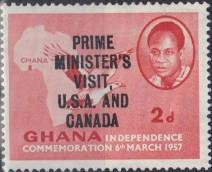 GHANA
PRIME
MINISTER'S
VISIT,
U.S.A. AND
CANADA
2d
GHANA INDEPENDENCE
COMMEMORATION 6th MARCH 1957